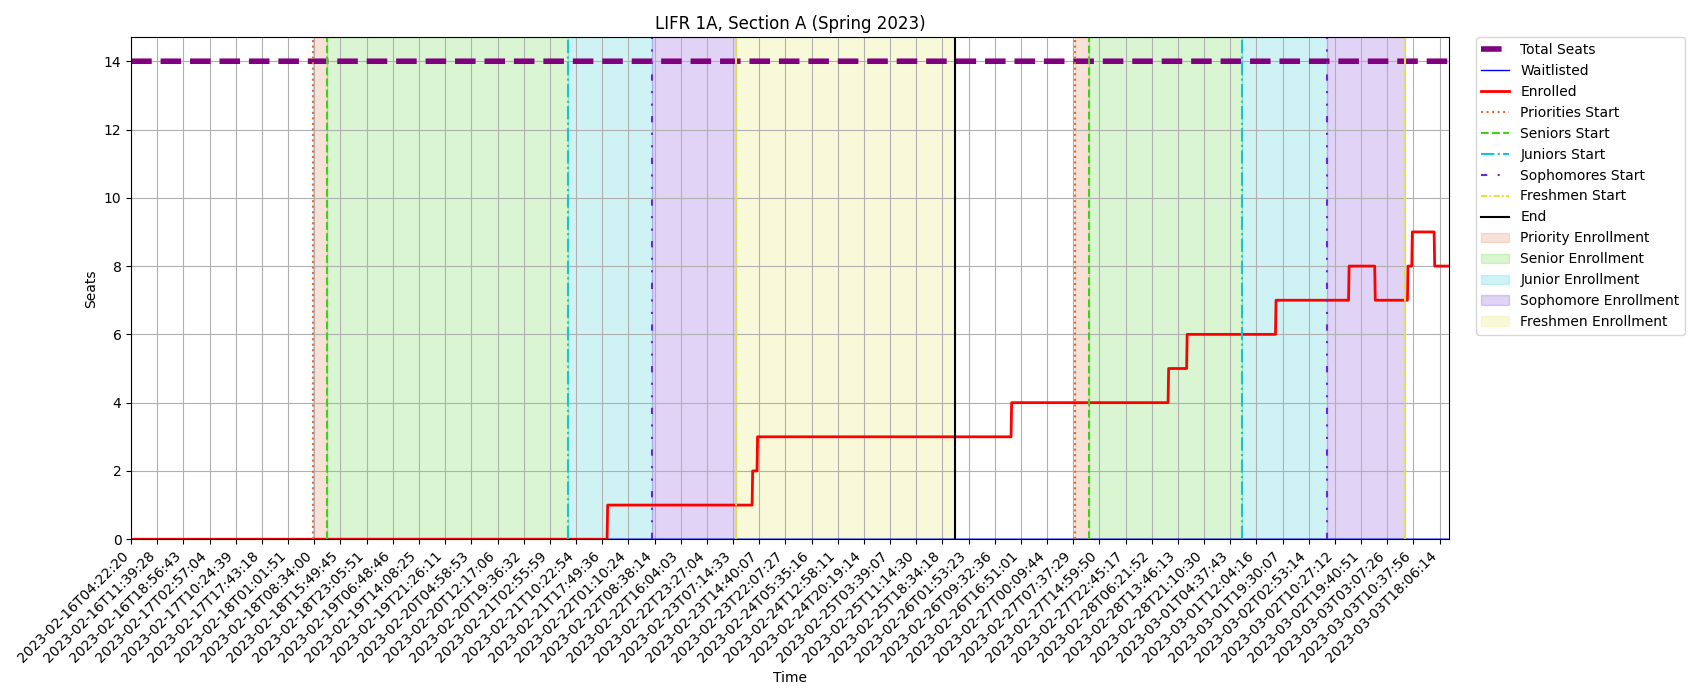 LIFR 1A, Section A (Spring 2023)
Seats
14
12
10
8
6
4
2
0
2023-02-16T04:22:20
2023-02-16T11:39:28
2023-02-16T18:56:43
2023-02-17T02:57:04
2023-02-17T10:24:39
2023-02-17T17:43:18
2023-02-18T01:01:51
2023-02-18T08:34:00
2023-02-18T15:49:45
2023-02-18T23:05:51
2023-02-19T06:48:46
2023-02-19T14:08:25
2023-02-19T21:26:11
2023-02-20T04:58:53
2023-02-20T12:17:06
2023-02-20T19:36:32
2023-02-21T02:55:59
2023-02-21T10:22:54
2023-02-21T17:49:36
2023-02-22T01:10:24
2023-02-22T08:38:14
2023-02-22T16:04:03
2023-02-22T23:27:04
2023-02-23T07:14:33
2023-02-23T14:40:07
2023-02-23T22:07:27
2023-02-24T05:35:16
2023-02-24T12:58:11
2023-02-24T20:19:14
2023-02-25T03:39:07
2023-02-25T11:14:30
2023-02-25T18:34:18
2023-02-26T01:53:23
2023-02-26T09:32:36
2023-02-26T16:51:01
2023-02-27T00:09:44
2023-02-27T07:37:29
2023-02-27T14:59:50
2023-02-27T22:45:17
2023-02-28T06:21:52
2023-02-28T13:46:13
2023-02-28T21:10:30
2023-03-01T04:37:43
2023-03-01T12:04:16
2023-03-01T19:30:07
2023-03-02T02:53:14
2023-03-02T10:27:12
2023-03-02T19:40:51
2023-03-03T03:07:26
2023-03-03T10:37:56
2023-03-03T18:06:14
Time
Total Seats
Waitlisted
Enrolled
Priorities Start
Seniors Start
Juniors Start
Sophomores Start
Freshmen Start
End
Priority Enrollment
Senior Enrollment
Junior Enrollment
Sophomore Enrollment
Freshmen Enrollment